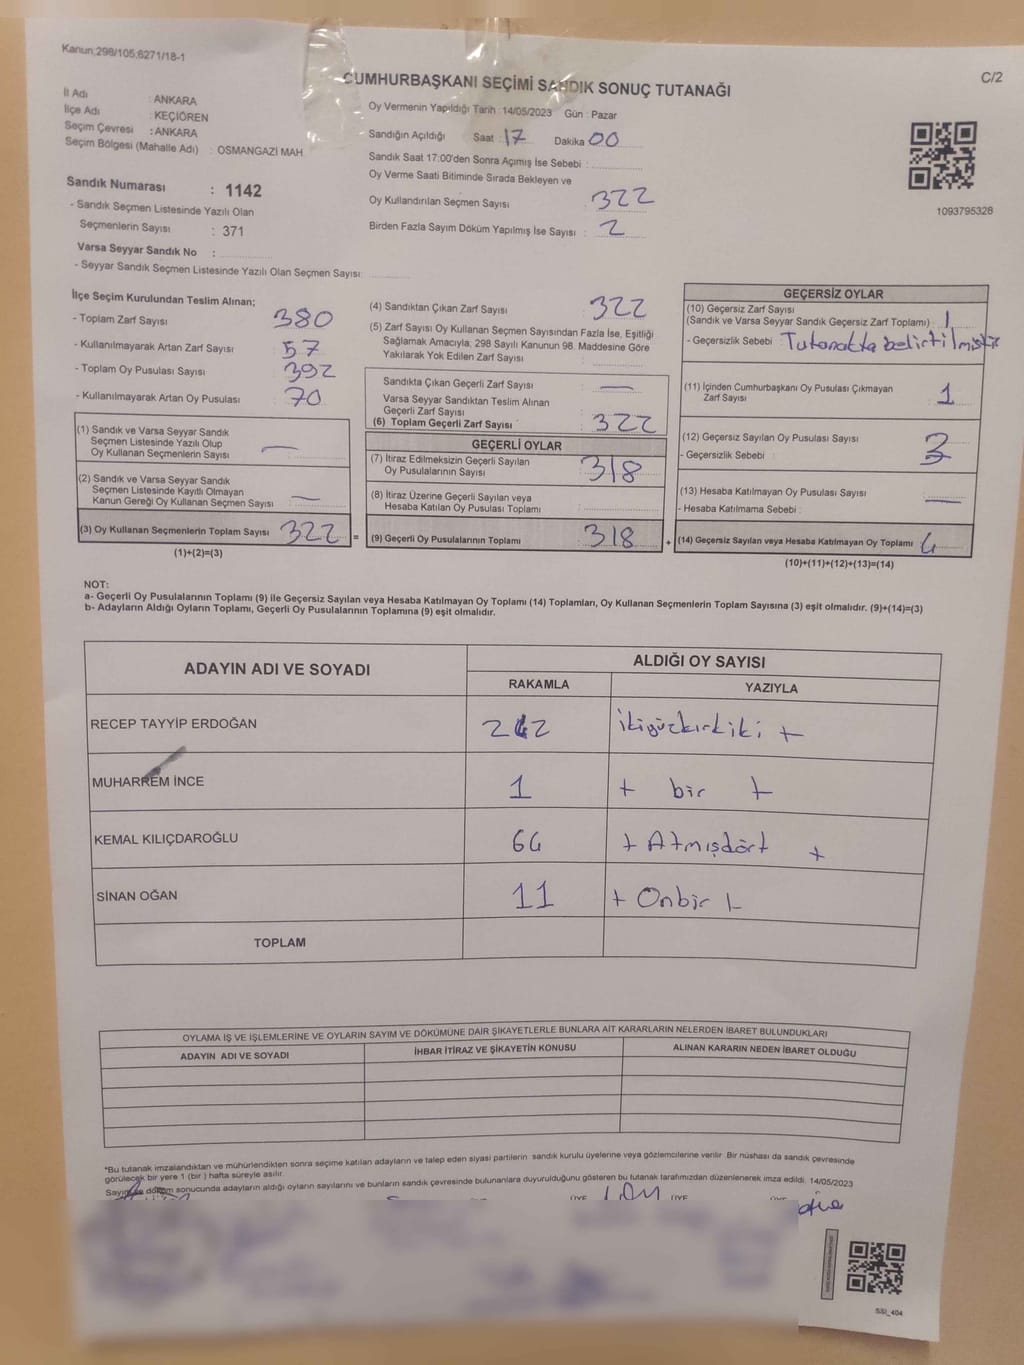 Kanun;298/105,6271/18-1
C/2
CUMHURBAŞKANI SEÇİMİ SANDIK SONUÇ TUTANAĞI
İl Adı : ANKARA
İlçe Adı : KEÇİÖREN
Seçim Çevresi : ANKARA
Seçim Bölgesi (Mahalle Adı) : OSMANGAZİ MAH
Sandık Numarası : 1142
- Sandık Seçmen Listesinde Yazılı Olan
Seçmenlerin Sayısı : 371
Varsa Seyyar Sandık No :
- Seyyar Sandık Seçmen Listesinde Yazılı Olan Seçmen Sayısı:
Oy Vermenin Yapıldığı Tarih : 14/05/2023 Gün : Pazar
Sandığın Açıldığı Saat : 17 Dakika 00
Sandık Saat 17:00'den Sonra Açımış İse Sebebi :
Oy Verme Saati Bitiminde Sırada Bekleyen ve
Oy Kullandırılan Seçmen Sayısı : 322
Birden Fazla Sayım Döküm Yapılmış İse Sayısı : 2
1093795328
İlçe Seçim Kurulundan Teslim Alınan;
- Toplam Zarf Sayısı 380
- Kullanılmayarak Artan Zarf Sayısı : 57
- Toplam Oy Pusulası Sayısı : 392
- Kullanılmayarak Artan Oy Pusulası : 70
(1) Sandık ve Varsa Seyyar Sandık
Seçmen Listesinde Yazılı Olup
Oy Kullanan Seçmenlerin Sayısı : —
(2) Sandık ve Varsa Seyyar Sandık
Seçmen Listesinde Kayıtlı Olmayan
Kanun Gereği Oy Kullanan Seçmen Sayısı : —
(3) Oy Kullanan Seçmenlerin Toplam Sayısı : 322 =
(1)+(2)=(3)
(4) Sandıktan Çıkan Zarf Sayısı : 322
(5) Zarf Sayısı Oy Kullanan Seçmen Sayısından Fazla İse, Eşitliği
Sağlamak Amacıyla, 298 Sayılı Kanunun 98. Maddesine Göre
Yakılarak Yok Edilen Zarf Sayısı :
Sandıkta Çıkan Geçerli Zarf Sayısı : —
Varsa Seyyar Sandıktan Teslim Alınan
Geçerli Zarf Sayısı
(6) Toplam Geçerli Zarf Sayısı : 322
GEÇERLİ OYLAR
(7) İtiraz Edilmeksizin Geçerli Sayılan
Oy Pusulalarının Sayısı : 318
(8) İtiraz Üzerine Geçerli Sayılan veya
Hesaba Katılan Oy Pusulası Toplamı :
(9) Geçerli Oy Pusulalarının Toplamı : 318 +
GEÇERSİZ OYLAR
(10) Geçersiz Zarf Sayısı
(Sandık ve Varsa Seyyar Sandık Geçersiz Zarf Toplamı) : 1
- Geçersizlik Sebebi : Tutanakta belirtilmiştir
(11) İçinden Cumhurbaşkanı Oy Pusulası Çıkmayan
Zarf Sayısı : 1
(12) Geçersiz Sayılan Oy Pusulası Sayısı
- Geçersizlik Sebebi :
(13) Hesaba Katılmayan Oy Pusulası Sayısı : —
- Hesaba Katılmama Sebebi :
(14) Geçersiz Sayılan veya Hesaba Katılmayan Oy Toplamı : 4
(10)+(11)+(12)+(13)=(14)
NOT:
a- Geçerli Oy Pusulalarının Toplamı (9) ile Geçersiz Sayılan veya Hesaba Katılmayan Oy Toplamı (14) Toplamları, Oy Kullanan Seçmenlerin Toplam Sayısına (3) eşit olmalıdır. (9)+(14)=(3)
b- Adayların Aldığı Oyların Toplamı, Geçerli Oy Pusulalarının Toplamına (9) eşit olmalıdır.
ADAYIN ADI VE SOYADI ALDIĞI OY SAYISI
RAKAMLA YAZIYLA
RECEP TAYYİP ERDOĞAN 242 ikiyüzkırkiki +
MUHARREM İNCE 1 + bir +
KEMAL KILIÇDAROĞLU 64 + Atmışdört +
SİNAN OĞAN 11 + Onbir +
TOPLAM
OYLAMA İŞ VE İŞLEMLERİNE VE OYLARIN SAYIM VE DÖKÜMÜNE DAİR ŞİKAYETLERLE BUNLARA AİT KARARLARIN NELERDEN İBARET BULUNDUKLARI
ADAYIN ADI VE SOYADI İHBAR İTİRAZ VE ŞİKAYETİN KONUSU ALINAN KARARIN NEDEN İBARET OLDUĞU
*Bu tutanak imzalandıktan ve mühürlendikten sonra seçime katılan adayların ve talep eden siyasi partilerin sandık kurulu üyelerine veya gözlemcilerine verilir. Bir nüshası da sandık çevresinde
görülecek bir yere 1 (bir ) hafta süreyle asılır.
Sayım ve döküm sonucunda adayların aldığı oyların sayılarını ve bunların sandık çevresinde bulunanlara duyurulduğunu gösteren bu tutanak tarafımızdan düzenlenerek imza edildi. 14/05/2023
ÜYE ÜYE ÜYE
SSİ_404